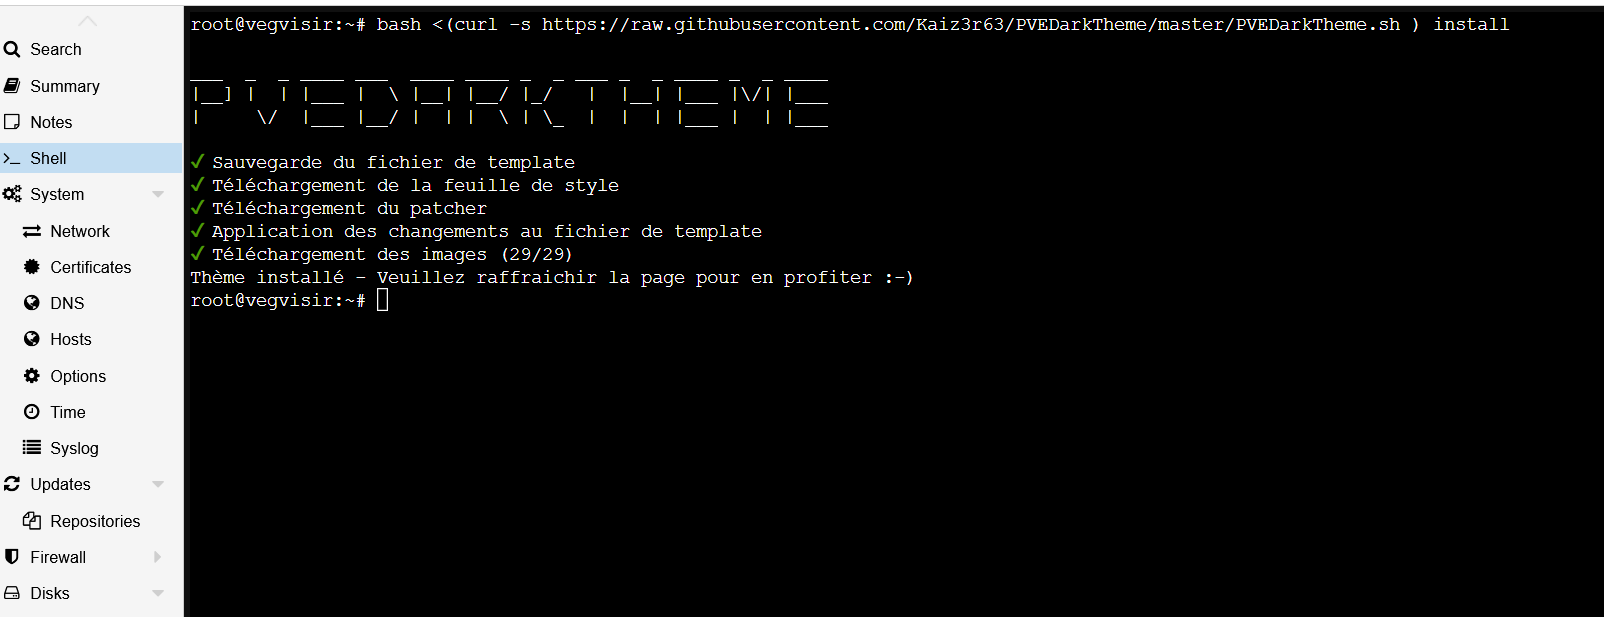 root@vegvisir:~# bash <(curl -s https://raw.githubusercontent.com/Kaiz3r63/PVEDarkTheme/master/PVEDarkTheme.sh ) install
PVEDARKTHEME
✓ Sauvegarde du fichier de template
✓ Téléchargement de la feuille de style
✓ Téléchargement du patcher
✓ Application des changements au fichier de template
✓ Téléchargement des images (29/29)
Thème installé - Veuillez raffraichir la page pour en profiter :-)
root@vegvisir:~#
Search
Summary
Notes
Shell
System
Network
Certificates
DNS
Hosts
Options
Time
Syslog
Updates
Repositories
Firewall
Disks